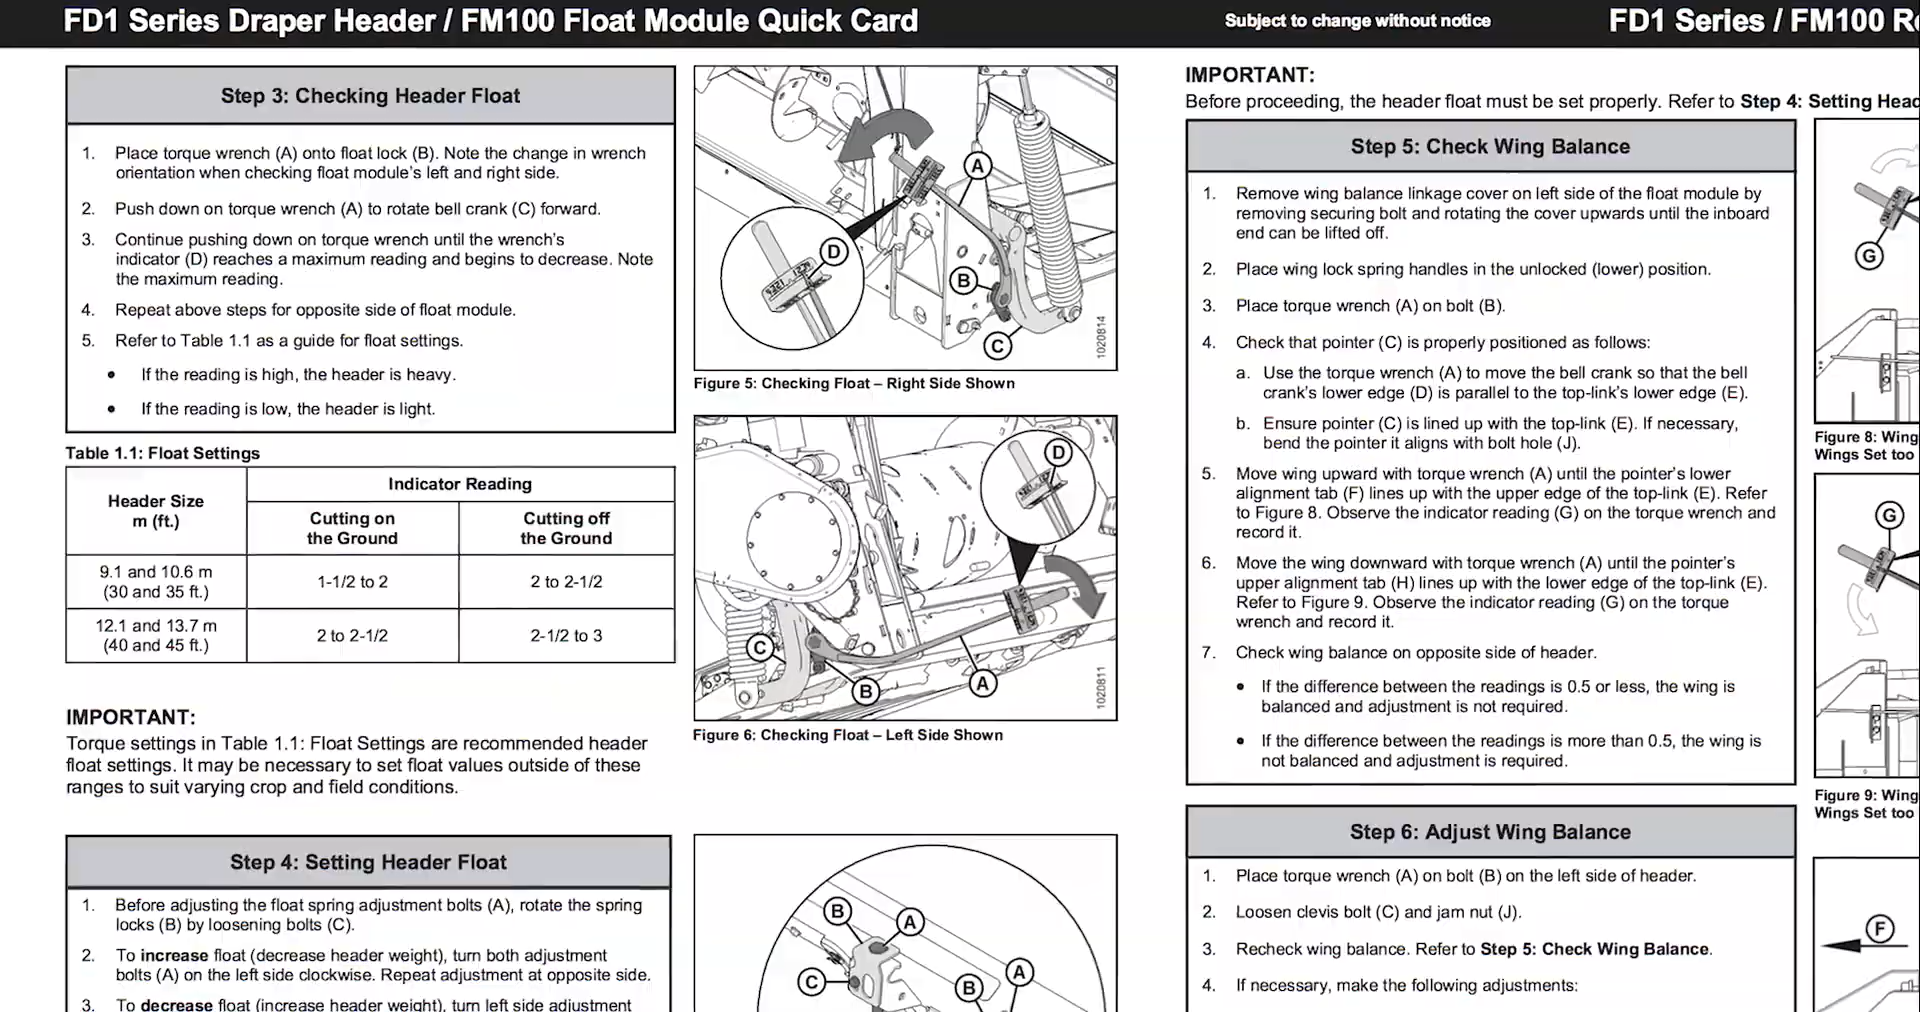 FD1 Series Draper Header / FM100 Float Module Quick Card
Subject to change without notice
FD1 Series / FM100
Step 3: Checking Header Float
1. Place torque wrench (A) onto float lock (B). Note the change in wrench
orientation when checking float module's left and right side.
2. Push down on torque wrench (A) to rotate bell crank (C) forward.
3. Continue pushing down on torque wrench until the wrench's
indicator (D) reaches a maximum reading and begins to decrease. Note
the maximum reading.
4. Repeat above steps for opposite side of float module.
5. Refer to Table 1.1 as a guide for float settings.
• If the reading is high, the header is heavy.
• If the reading is low, the header is light.
Table 1.1: Float Settings
Header Size
m (ft.)
Indicator Reading
Cutting on
the Ground
Cutting off
the Ground
9.1 and 10.6 m
(30 and 35 ft.)
1-1/2 to 2
2 to 2-1/2
12.1 and 13.7 m
(40 and 45 ft.)
2 to 2-1/2
2-1/2 to 3
IMPORTANT:
Torque settings in Table 1.1: Float Settings are recommended header
float settings. It may be necessary to set float values outside of these
ranges to suit varying crop and field conditions.
Step 4: Setting Header Float
1. Before adjusting the float spring adjustment bolts (A), rotate the spring
locks (B) by loosening bolts (C).
2. To increase float (decrease header weight), turn both adjustment
bolts (A) on the left side clockwise. Repeat adjustment at opposite side.
3. To decrease float (increase header weight), turn left side adjustment
A
D
B
C
1020814
Figure 5: Checking Float – Right Side Shown
D
C
B
A
1020811
Figure 6: Checking Float – Left Side Shown
B
A
C
B
A
IMPORTANT:
Before proceeding, the header float must be set properly. Refer to Step 4: Setting
Step 5: Check Wing Balance
1. Remove wing balance linkage cover on left side of the float module by
removing securing bolt and rotating the cover upwards until the inboard
end can be lifted off.
2. Place wing lock spring handles in the unlocked (lower) position.
3. Place torque wrench (A) on bolt (B).
4. Check that pointer (C) is properly positioned as follows:
a. Use the torque wrench (A) to move the bell crank so that the bell
crank's lower edge (D) is parallel to the top-link's lower edge (E).
b. Ensure pointer (C) is lined up with the top-link (E). If necessary,
bend the pointer it aligns with bolt hole (J).
5. Move wing upward with torque wrench (A) until the pointer's lower
alignment tab (F) lines up with the upper edge of the top-link (E). Refer
to Figure 8. Observe the indicator reading (G) on the torque wrench and
record it.
6. Move the wing downward with torque wrench (A) until the pointer's
upper alignment tab (H) lines up with the lower edge of the top-link (E).
Refer to Figure 9. Observe the indicator reading (G) on the torque
wrench and record it.
7. Check wing balance on opposite side of header.
• If the difference between the readings is 0.5 or less, the wing is
balanced and adjustment is not required.
• If the difference between the readings is more than 0.5, the wing is
not balanced and adjustment is required.
Step 6: Adjust Wing Balance
1. Place torque wrench (A) on bolt (B) on the left side of header.
2. Loosen clevis bolt (C) and jam nut (J).
3. Recheck wing balance. Refer to Step 5: Check Wing Balance.
4. If necessary, make the following adjustments:
G
Figure 8: Wing
Wings Set too
G
Figure 9: Wing
Wings Set too
F